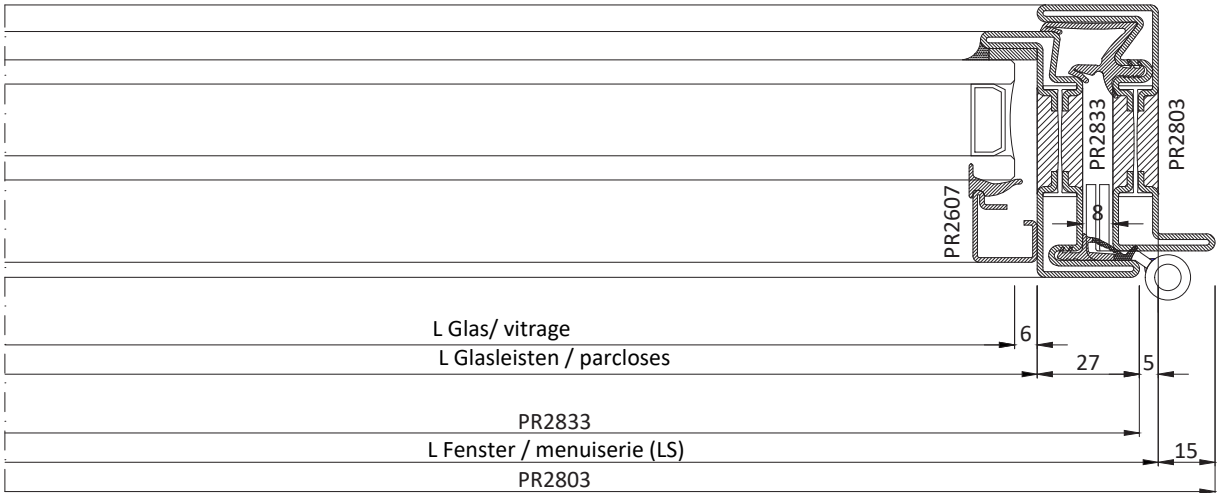 PR2833
PR2803
PR2607
8
L Glas/ vitrage
6
L Glasleisten / parcloses
27
5
PR2833
L Fenster / menuiserie (LS)
15
PR2803